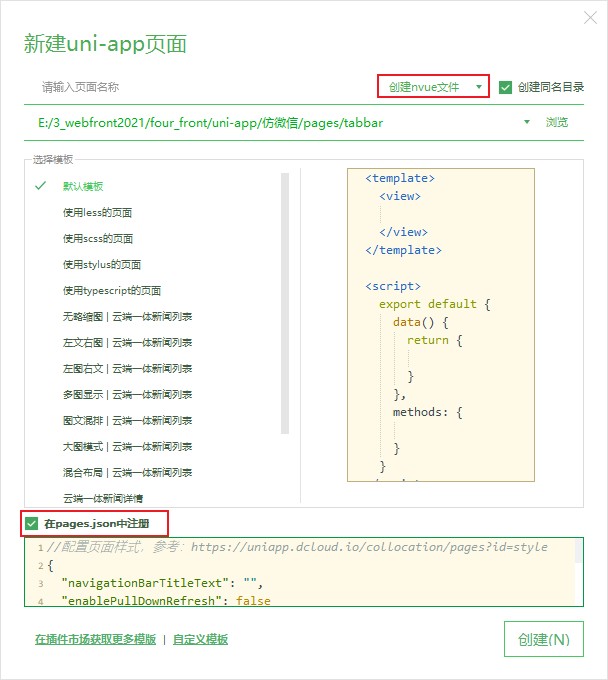 新建uni-app页面
请输入页面名称 创建nvue文件 创建同名目录
E:/3_webfront2021/four_front/uni-app/仿微信/pages/tabbar 浏览
选择模板
默认模板
使用less的页面
使用scss的页面
使用stylus的页面
使用typescript的页面
无略缩图 | 云端一体新闻列表
左文右图 | 云端一体新闻列表
左图右文 | 云端一体新闻列表
多图显示 | 云端一体新闻列表
图文混排 | 云端一体新闻列表
大图模式 | 云端一体新闻列表
混合布局 | 云端一体新闻列表
云端一体新闻详情
<template>
<view>
</view>
</template>
<script>
export default {
data() {
return {
}
},
methods: {
}
}
在pages.json中注册
1 //配置页面样式，参考：https://uniapp.dcloud.io/collocation/pages?id=style
2 {
3 "navigationBarTitleText": "",
4 "enablePullDownRefresh": false
在插件市场获取更多模版 | 自定义模板 创建(N)